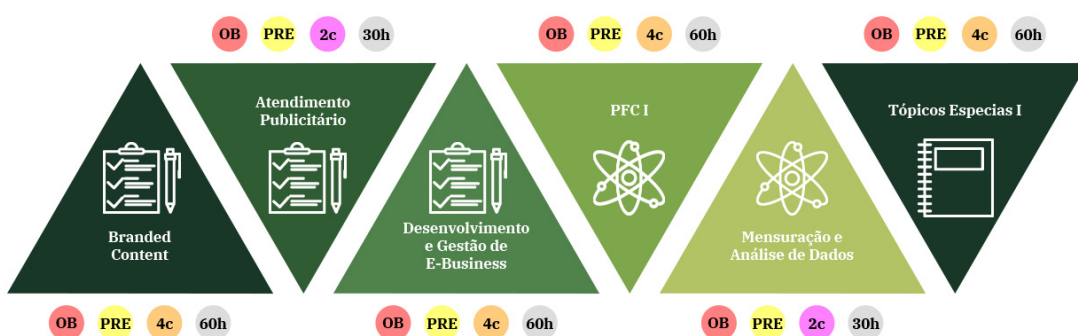 OB PRE 2c 30h
OB PRE 4c 60h
OB PRE 4c 60h
Atendimento
Publicitário
PFC I
Tópicos Especias I
Branded
Content
Desenvolvimento
e Gestão de
E-Business
Mensuração e
Análise de Dados
OB PRE 4c 60h
OB PRE 4c 60h
OB PRE 2c 30h